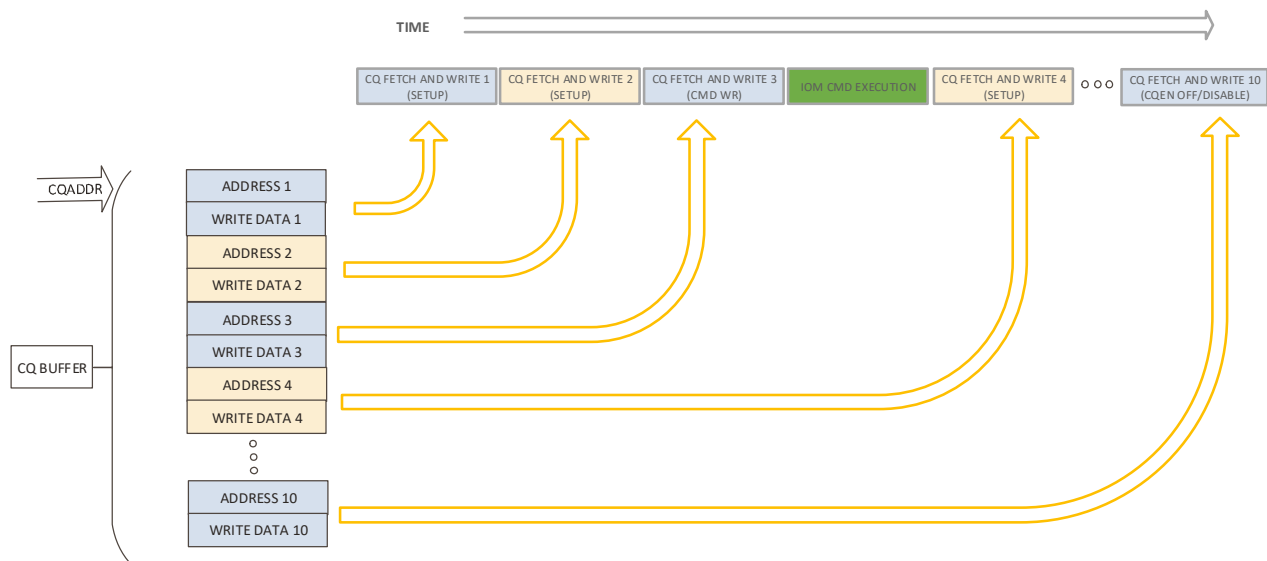 TIME
CQ FETCH AND WRITE 1
(SETUP)
CQ FETCH AND WRITE 2
(SETUP)
CQ FETCH AND WRITE 3
(CMD WR)
IOM CMD EXECUTION
CQ FETCH AND WRITE 4
(SETUP)
CQ FETCH AND WRITE 10
(CQEN OFF/DISABLE)
CQADDR
ADDRESS 1
WRITE DATA 1
ADDRESS 2
WRITE DATA 2
ADDRESS 3
WRITE DATA 3
CQ BUFFER
ADDRESS 4
WRITE DATA 4
ADDRESS 10
WRITE DATA 10